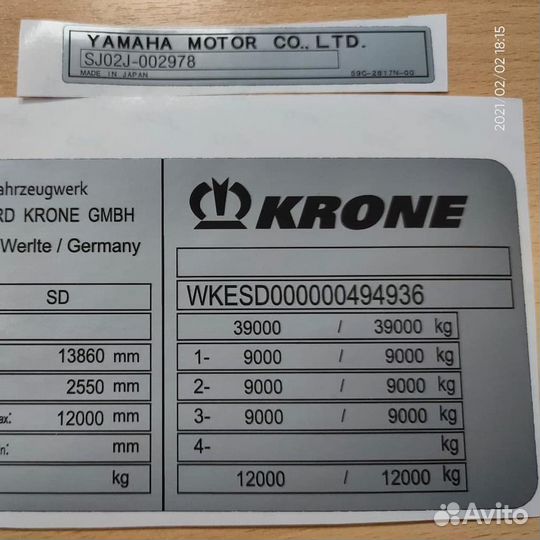 YAMAHA MOTOR CO., LTD.
SJ02J-002978
MADE IN JAPAN 59C-2817N-00
2021/02/02 18:15
ahrzeugwerk
RD KRONE GMBH
Werlte / Germany
SD
13860 mm
2550 mm
ax: 12000 mm
n: mm
kg
KRONE
WKESD000000494936
39000 / 39000 kg
1- 9000 / 9000 kg
2- 9000 / 9000 kg
3- 9000 / 9000 kg
4- kg
12000 / 12000 kg
Avito